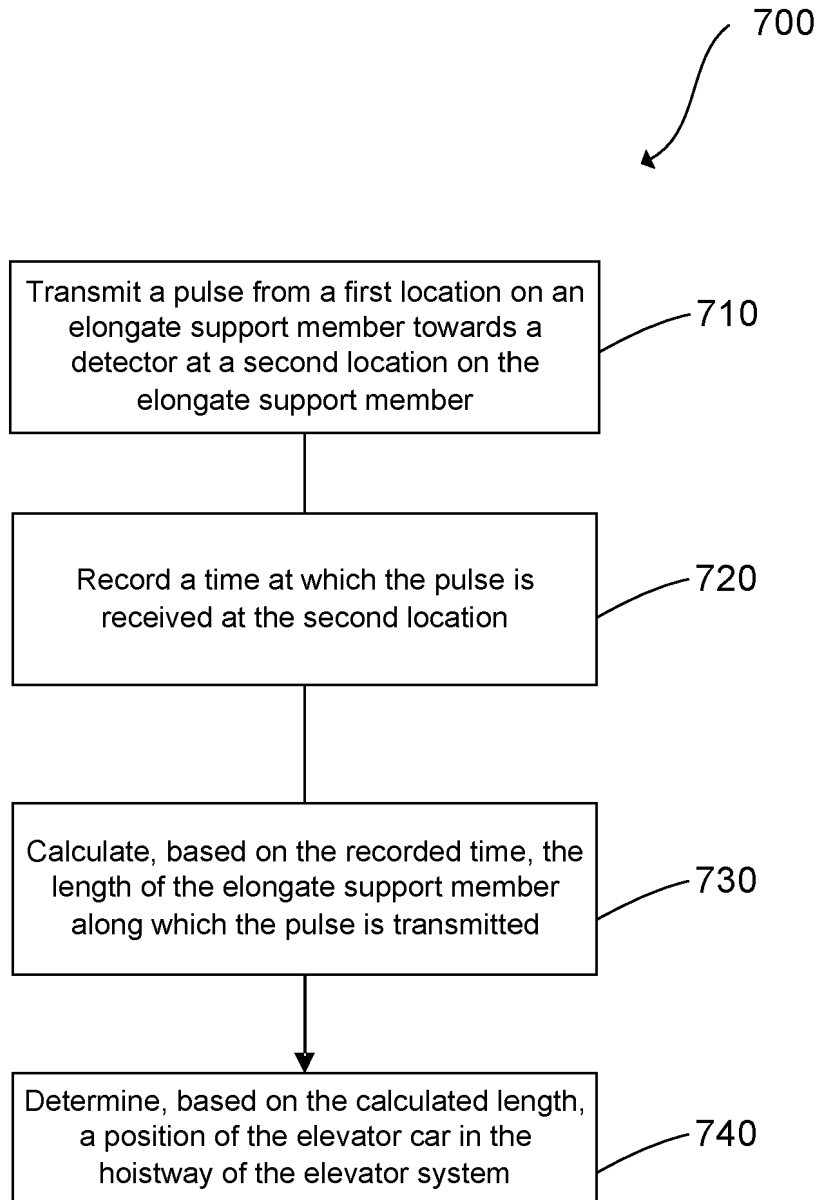 700
Transmit a pulse from a first location on an
elongate support member towards a
detector at a second location on the
elongate support member
710
Record a time at which the pulse is
received at the second location
720
Calculate, based on the recorded time, the
length of the elongate support member
along which the pulse is transmitted
730
Determine, based on the calculated length,
a position of the elevator car in the
hoistway of the elevator system
740